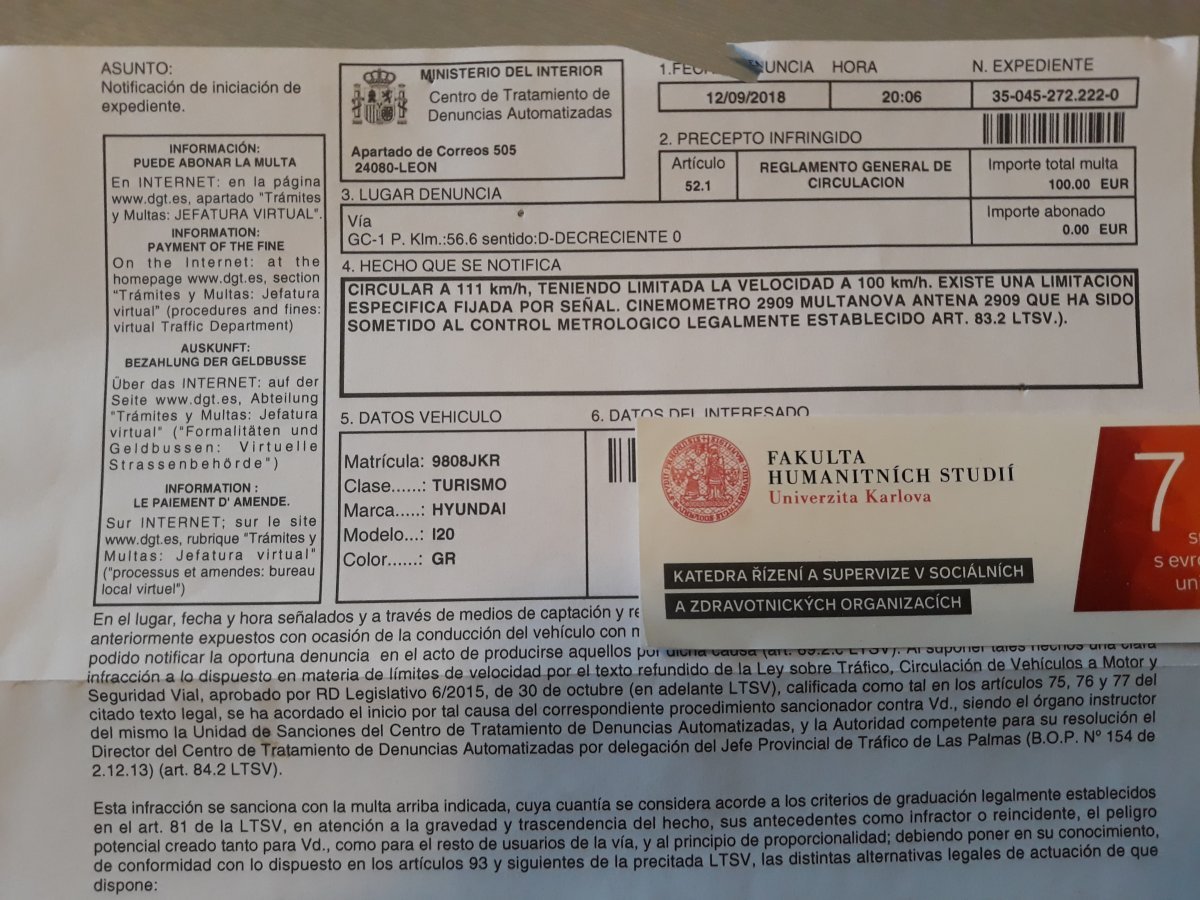 ASUNTO:
Notificación de iniciación de
expediente.
INFORMACIÓN:
PUEDE ABONAR LA MULTA
En INTERNET: en la página
www.dgt.es, apartado "Trámites
y Multas: JEFATURA VIRTUAL".
INFORMATION:
PAYMENT OF THE FINE
On the Internet: at the
homepage www.dgt.es, section
"Trámites y Multas: Jefatura
virtual" (procedures and fines:
virtual Traffic Department)
AUSKUNFT:
BEZAHLUNG DER GELDBUSSE
Über das INTERNET: auf der
Seite www.dgt.es, Abteilung
"Trámites y Multas: Jefatura
virtual" ("Formalitäten und
Geldbussen: Virtuelle
Strassenbehörde")
INFORMATION :
LE PAIEMENT D' AMENDE.
Sur INTERNET; sur le site
www.dgt.es, rubrique "Trámites y
Multas: Jefatura virtual"
("processus et amendes: bureau
local virtuel")
MINISTERIO DEL INTERIOR
Centro de Tratamiento de
Denuncias Automatizadas
Apartado de Correos 505
24080-LEON
HORA
N. EXPEDIENTE
12/09/2018
20:06
35-045-272.222-0
2. PRECEPTO INFRINGIDO
Artículo
52.1
REGLAMENTO GENERAL DE
CIRCULACION
Importe total multa
100.00 EUR
Importe abonado
0.00 EUR
3. LUGAR DENUNCIA
Vía
GC-1 P. Klm.:56.6 sentido:D-DECRECIENTE 0
4. HECHO QUE SE NOTIFICA
CIRCULAR A 111 km/h, TENIENDO LIMITADA LA VELOCIDAD A 100 km/h. EXISTE UNA LIMITACION
ESPECIFICA FIJADA POR SEÑAL. CINEMOMETRO 2909 MULTANOVA ANTENA 2909 QUE HA SIDO
SOMETIDO AL CONTROL METROLOGICO LEGALMENTE ESTABLECIDO ART. 83.2 LTSV.).
5. DATOS VEHICULO
Matrícula: 9808JKR
Clase......: TURISMO
Marca.....: HYUNDAI
Modelo...: I20
Color......: GR
6. DATOS DEL INTERESADO
FAKULTA
HUMANITNÍCH STUDIÍ
Univerzita Karlova
KATEDRA ŘÍZENÍ A SUPERVIZE V SOCIÁLNÍCH
A ZDRAVOTNICKÝCH ORGANIZACÍCH
7
En el lugar, fecha y hora señalados y a través de medios de captación y
anteriormente expuestos con ocasión de la conducción del vehículo con
podido notificar la oportuna denuncia en el acto de producirse aquellos por dicha causa (art. 89.2.c LTSV). Al suponer tales hechos una clara
infracción a lo dispuesto en materia de límites de velocidad por el texto refundido de la Ley sobre Tráfico, Circulación de Vehículos a Motor y
Seguridad Vial, aprobado por RD Legislativo 6/2015, de 30 de octubre (en adelante LTSV), calificada como tal en los artículos 75, 76 y 77 del
citado texto legal, se ha acordado el inicio por tal causa del correspondiente procedimiento sancionador contra Vd., siendo el órgano instructor
del mismo la Unidad de Sanciones del Centro de Tratamiento de Denuncias Automatizadas, y la Autoridad competente para su resolución el
Director del Centro de Tratamiento de Denuncias Automatizadas por delegación del Jefe Provincial de Tráfico de Las Palmas (B.O.P. Nº 154 de
2.12.13) (art. 84.2 LTSV).
Esta infracción se sanciona con la multa arriba indicada, cuya cuantía se considera acorde a los criterios de graduación legalmente establecidos
en el art. 81 de la LTSV, en atención a la gravedad y trascendencia del hecho, sus antecedentes como infractor o reincidente, el peligro
potencial creado tanto para Vd., como para el resto de usuarios de la vía, y al principio de proporcionalidad; debiendo poner en su conocimiento,
de conformidad con lo dispuesto en los artículos 93 y siguientes de la precitada LTSV, las distintas alternativas legales de actuación de que
dispone: